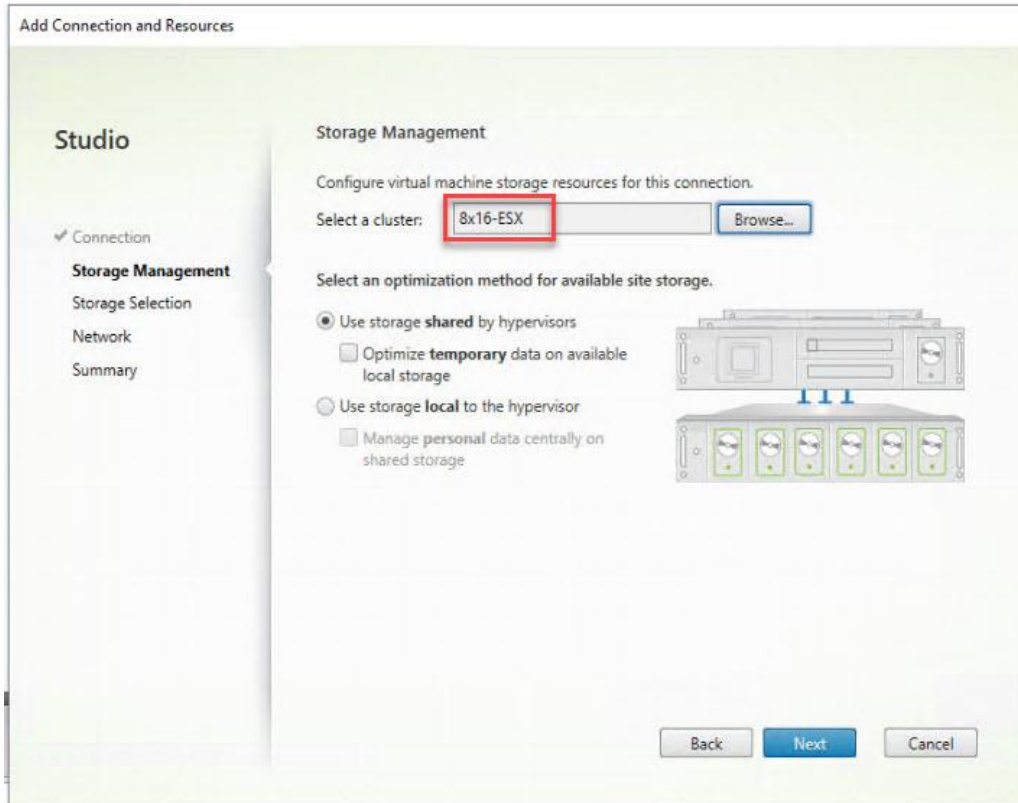 Add Connection and Resources
Studio
Connection
Storage Management
Storage Selection
Network
Summary
Storage Management
Configure virtual machine storage resources for this connection.
Select a cluster: 8x16-ESX Browse...
Select an optimization method for available site storage.
Use storage shared by hypervisors
Optimize temporary data on available
local storage
Use storage local to the hypervisor
Manage personal data centrally on
shared storage
Back Next Cancel